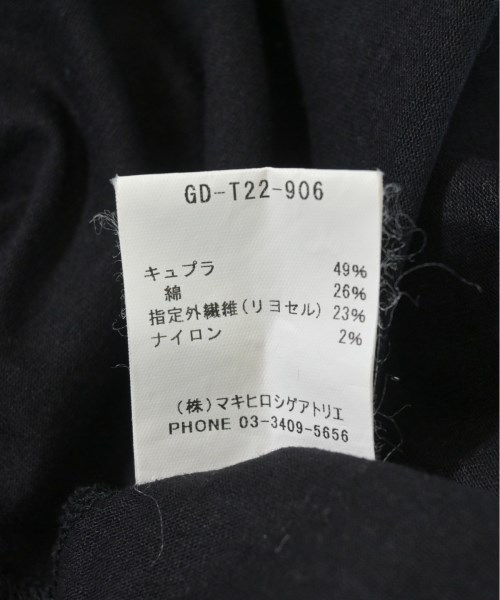 GD-T22-906
キュプラ 49%
綿 26%
指定外繊維(リヨセル) 23%
ナイロン 2%
(株)マキヒロシゲアトリエ
PHONE 03-3409-5656